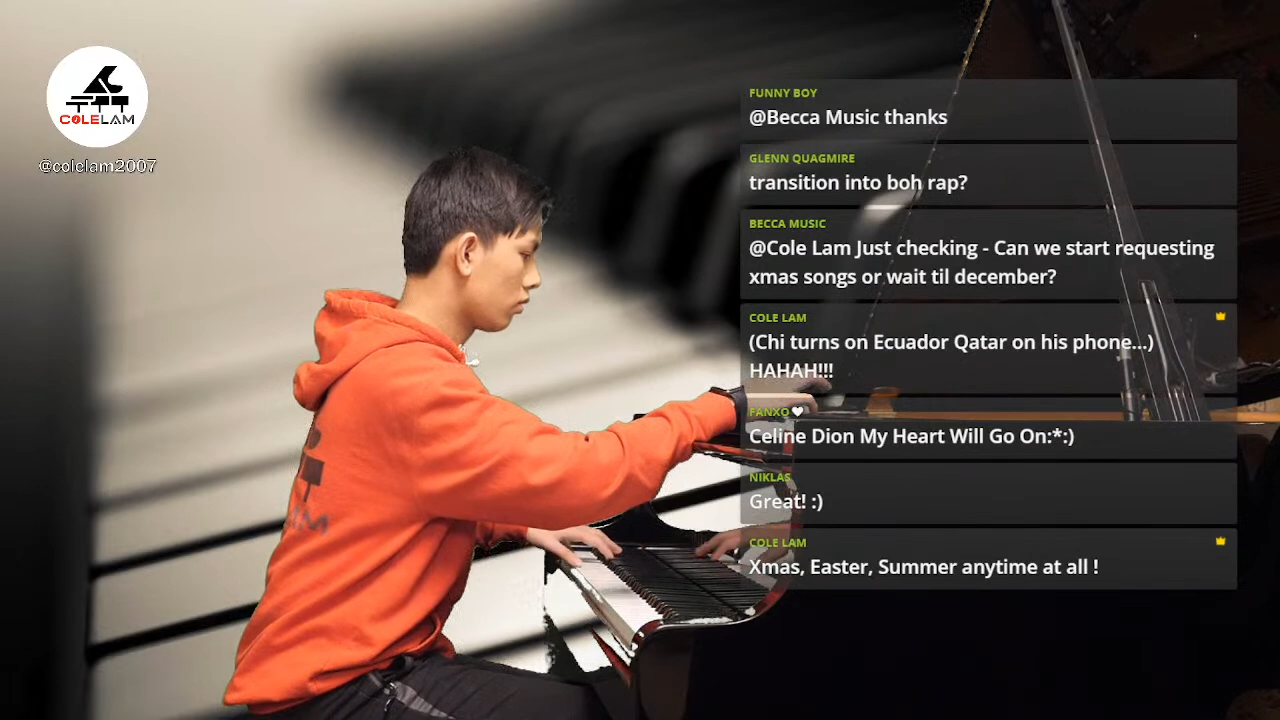 COLELAM
@colelam2007
FUNNY BOY
@Becca Music thanks
GLENN QUAGMIRE
transition into boh rap?
BECCA MUSIC
@Cole Lam Just checking - Can we start requesting
xmas songs or wait til december?
COLE LAM
(Chi turns on Ecuador Qatar on his phone...)
HAHAH!!!
FANXO🤍
Celine Dion My Heart Will Go On:*:)
NIKLAS
Great! :)
COLE LAM
Xmas, Easter, Summer anytime at all !